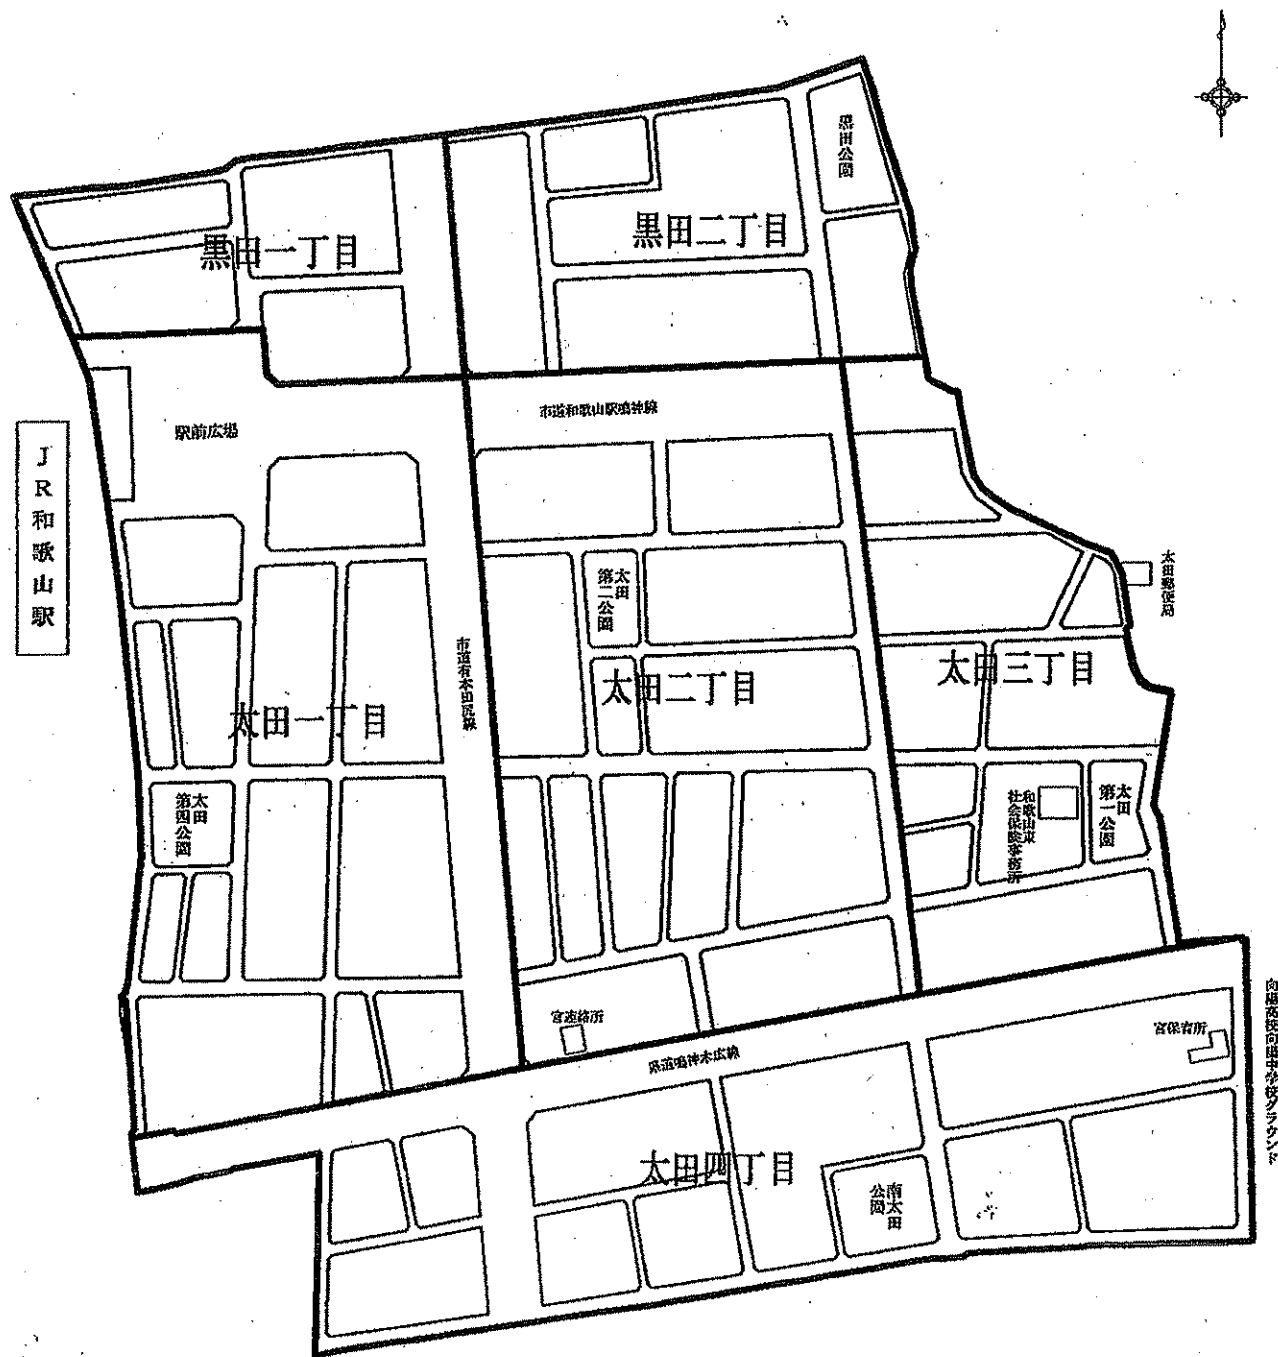 黒田公園
黒田一丁目
黒田二丁目
市道和歌山駅鳴神線
駅前広場
JR和歌山駅
太田
第二公園
太田郵便局
市道有本田尻線
太田一丁目
太田二丁目
太田三丁目
太田
第四公園
和歌山東
社会保険事務所
太田
第一公園
宮連絡所
県道鳴神木広線
宮保育所
向陽高校向陽中学校グラウンド
太田四丁目
南太田
公園